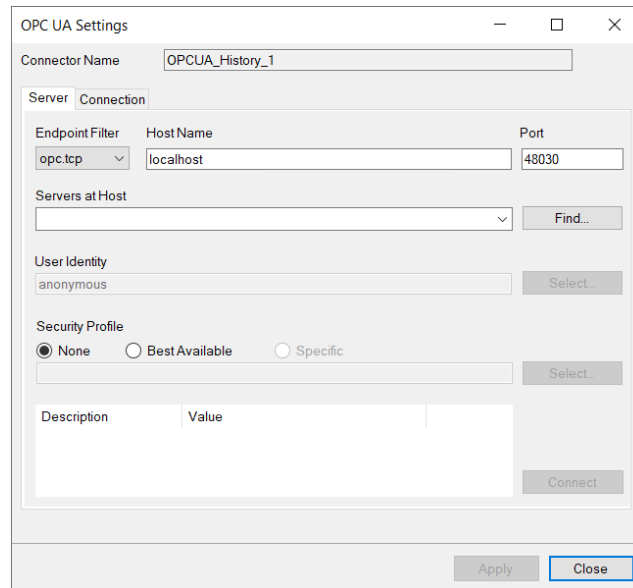 OPC UA Settings
Connector Name OPCUA_History_1
Server Connection
Endpoint Filter Host Name Port
opc.tcp localhost 48030
Servers at Host
Find...
User Identity
anonymous Select...
Security Profile
None Best Available Specific
Select...
Description Value
Connect
Apply Close